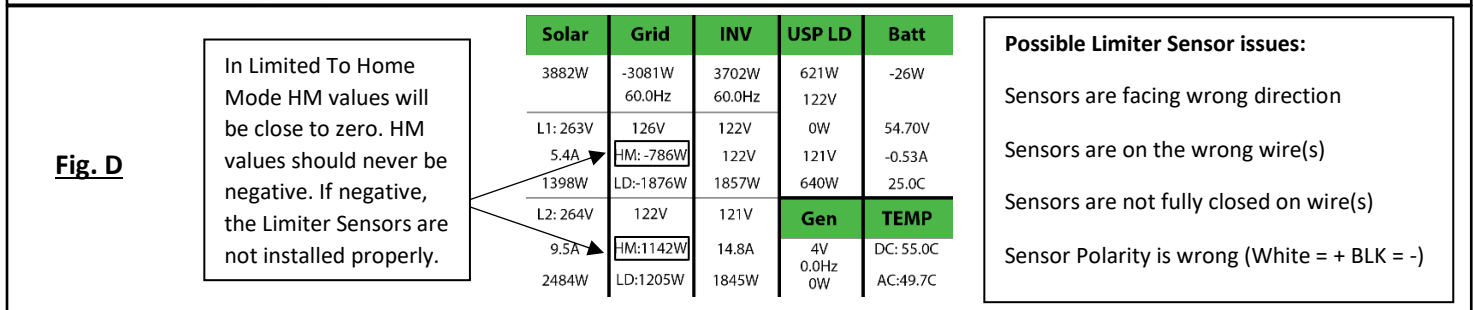 Fig. D
In Limited To Home
Mode HM values will
be close to zero. HM
values should never be
negative. If negative,
the Limiter Sensors are
not installed properly.
Solar Grid INV USP LD Batt
3882W -3081W 3702W 621W -26W
60.0Hz 60.0Hz 122V
L1: 263V 126V 122V 0W 54.70V
5.4A HM: -786W 122V 121V -0.53A
1398W LD:-1876W 1857W 640W 25.0C
L2: 264V 122V 121V Gen TEMP
9.5A HM:1142W 14.8A 4V DC: 55.0C
0.0Hz
2484W LD:1205W 1845W 0W AC:49.7C
Possible Limiter Sensor issues:
Sensors are facing wrong direction
Sensors are on the wrong wire(s)
Sensors are not fully closed on wire(s)
Sensor Polarity is wrong (White = + BLK = -)